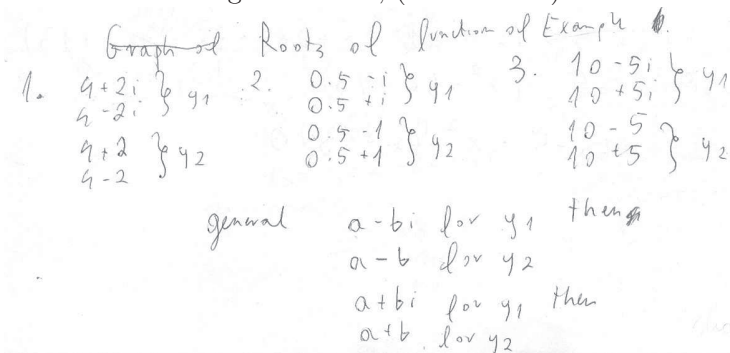 Graph of Roots of function of Example
1. 4+2i } y1 2. 0.5-i } y1 3. 10-5i } y1
4-2i 0.5+i 10+5i
4+2 } y2 0.5-1 } y2 10-5 } y2
4-2 0.5+1 10+5
general a-bi for y1 then
a-b for y2
a+bi for y1 then
a+b for y2